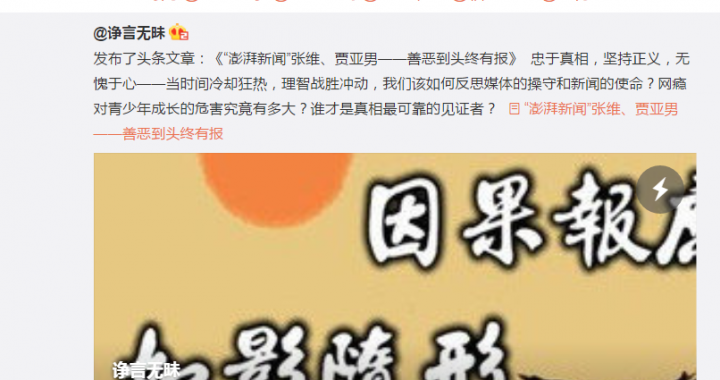 @诤言无昧
发布了头条文章：《“澎湃新闻”张维、贾亚男——善恶到头终有报》 忠于真相，坚持正义，无
愧于心——当时间冷却狂热，理智战胜冲动，我们该如何反思媒体的操守和新闻的使命？网瘾
对青少年成长的危害究竟有多大？谁才是真相最可靠的见证者？ “澎湃新闻”张维、贾亚男
——善恶到头终有报
因果報應
如影隨形
诤言无昧